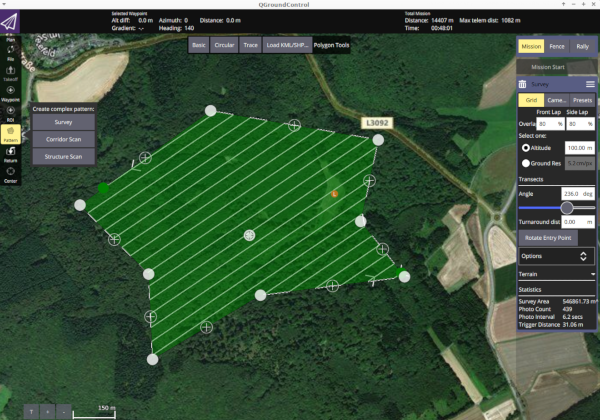 QGroundControl
Selected Waypoint
Alt diff: 0.0 m Azimuth: 0 Distance: 0.0 m
Gradient: -.- Heading: 140
Total Mission
Distance: 14407 m Max telem dist: 1082 m
Time: 00:48:01
Plan
File
Takeoff
Waypoint
ROI
Pattern
Return
Center
Basic
Circular
Trace
Load KML/SHP...
Polygon Tools
Create complex pattern:
Survey
Corridor Scan
Structure Scan
L3092
Mission
Fence
Rally
Mission Start
Survey
Grid
Came...
Presets
Front Lap Side Lap
Overla 80 % 80 %
Select one:
Altitude 100.00 m
Ground Res 5.2 cm/px
Transects
Angle 236.0 deg
Turnaround dist 0.00 m
Rotate Entry Point
Options
Terrain
Statistics
Survey Area 546861.73 m²
Photo Count 439
Photo Interval 6.2 secs
Trigger Distance 31.06 m
T + -
150 m